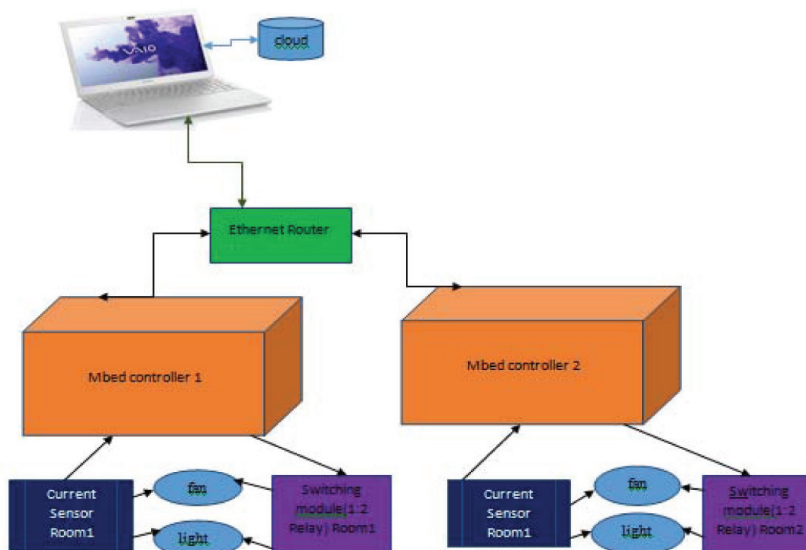 VAIO
cloud
Ethernet Router
Mbed controller 1
Mbed controller 2
Current
Sensor
Room1
fan
light
Switching
module(1:2
Relay) Room1
Current
Sensor
Room1
fan
light
Switching
module(1:2
Relay) Room2